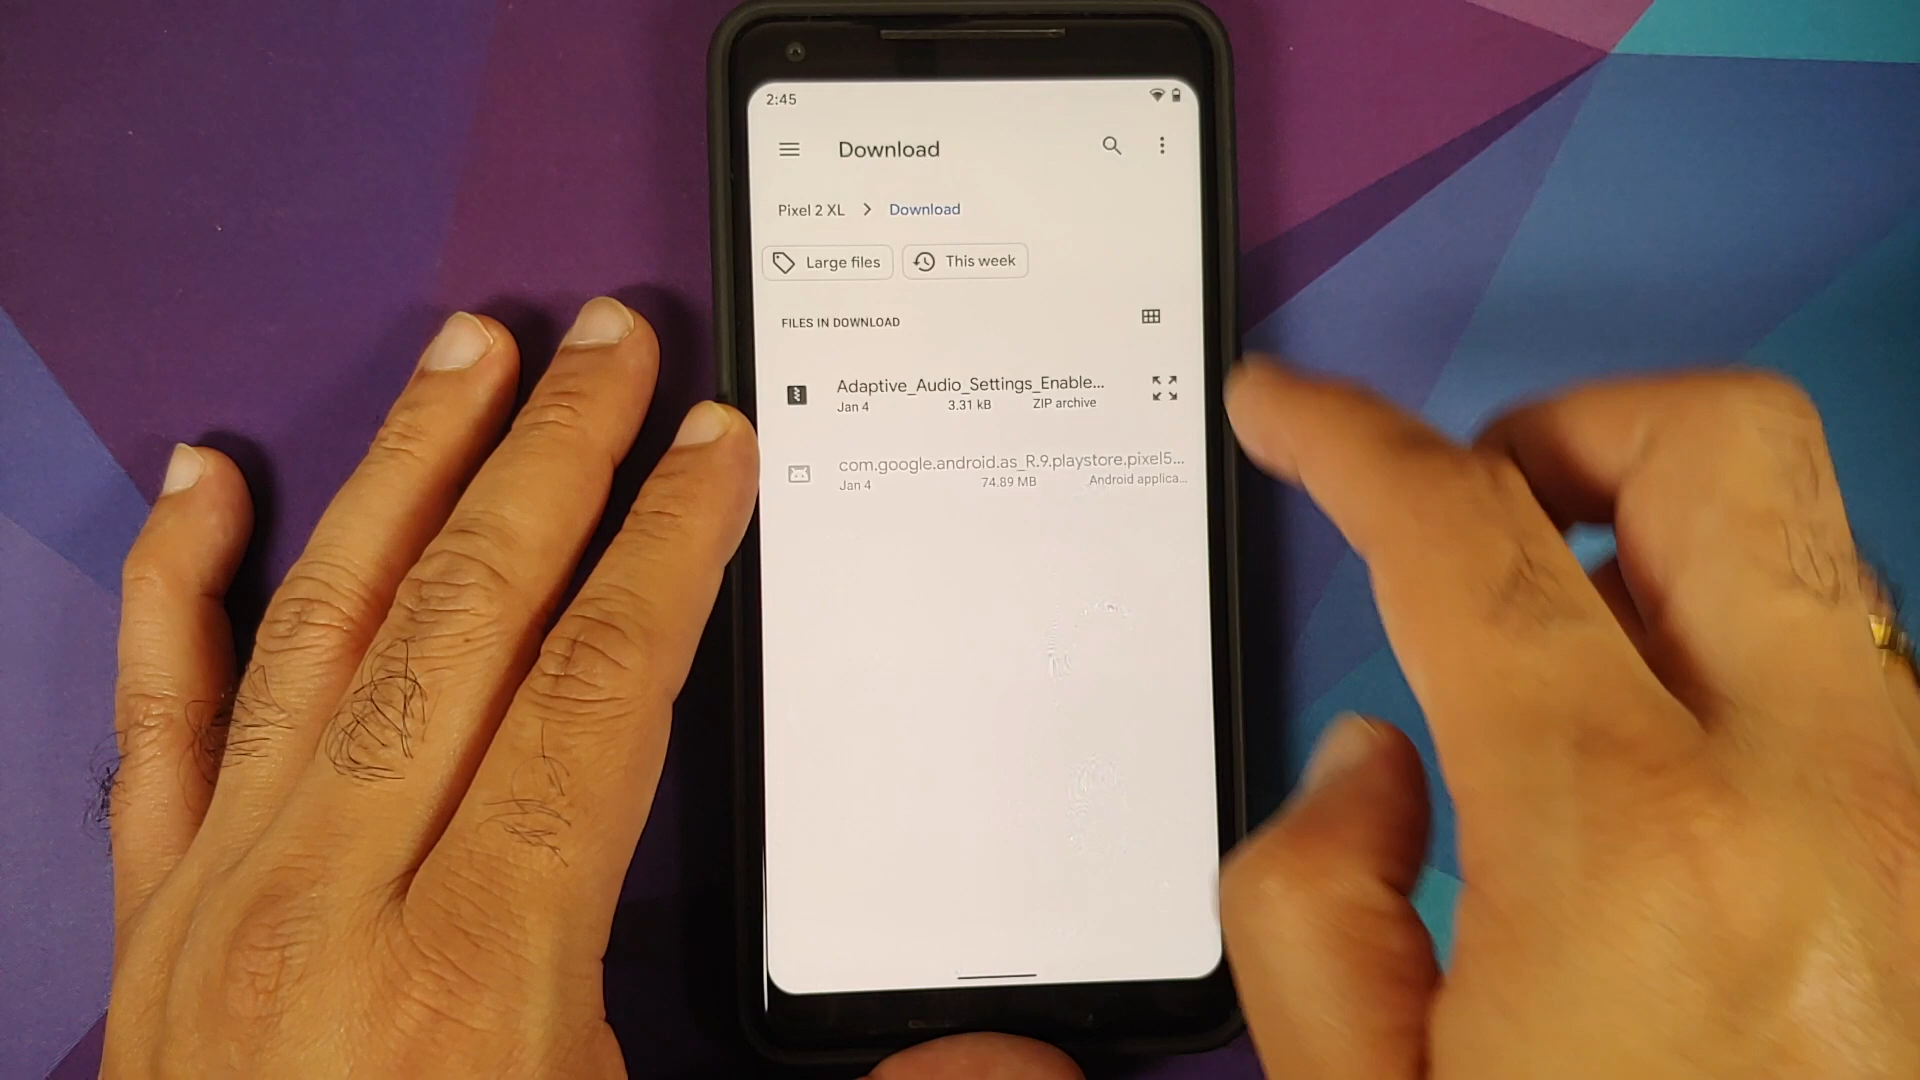 2:45
Download
Pixel 2 XL > Download
Large files
This week
FILES IN DOWNLOAD
Adaptive_Audio_Settings_Enable...
Jan 4 3.31 kB ZIP archive
com.google.android.as_R.9.playstore.pixel5...
Jan 4 74.89 MB Android applica...